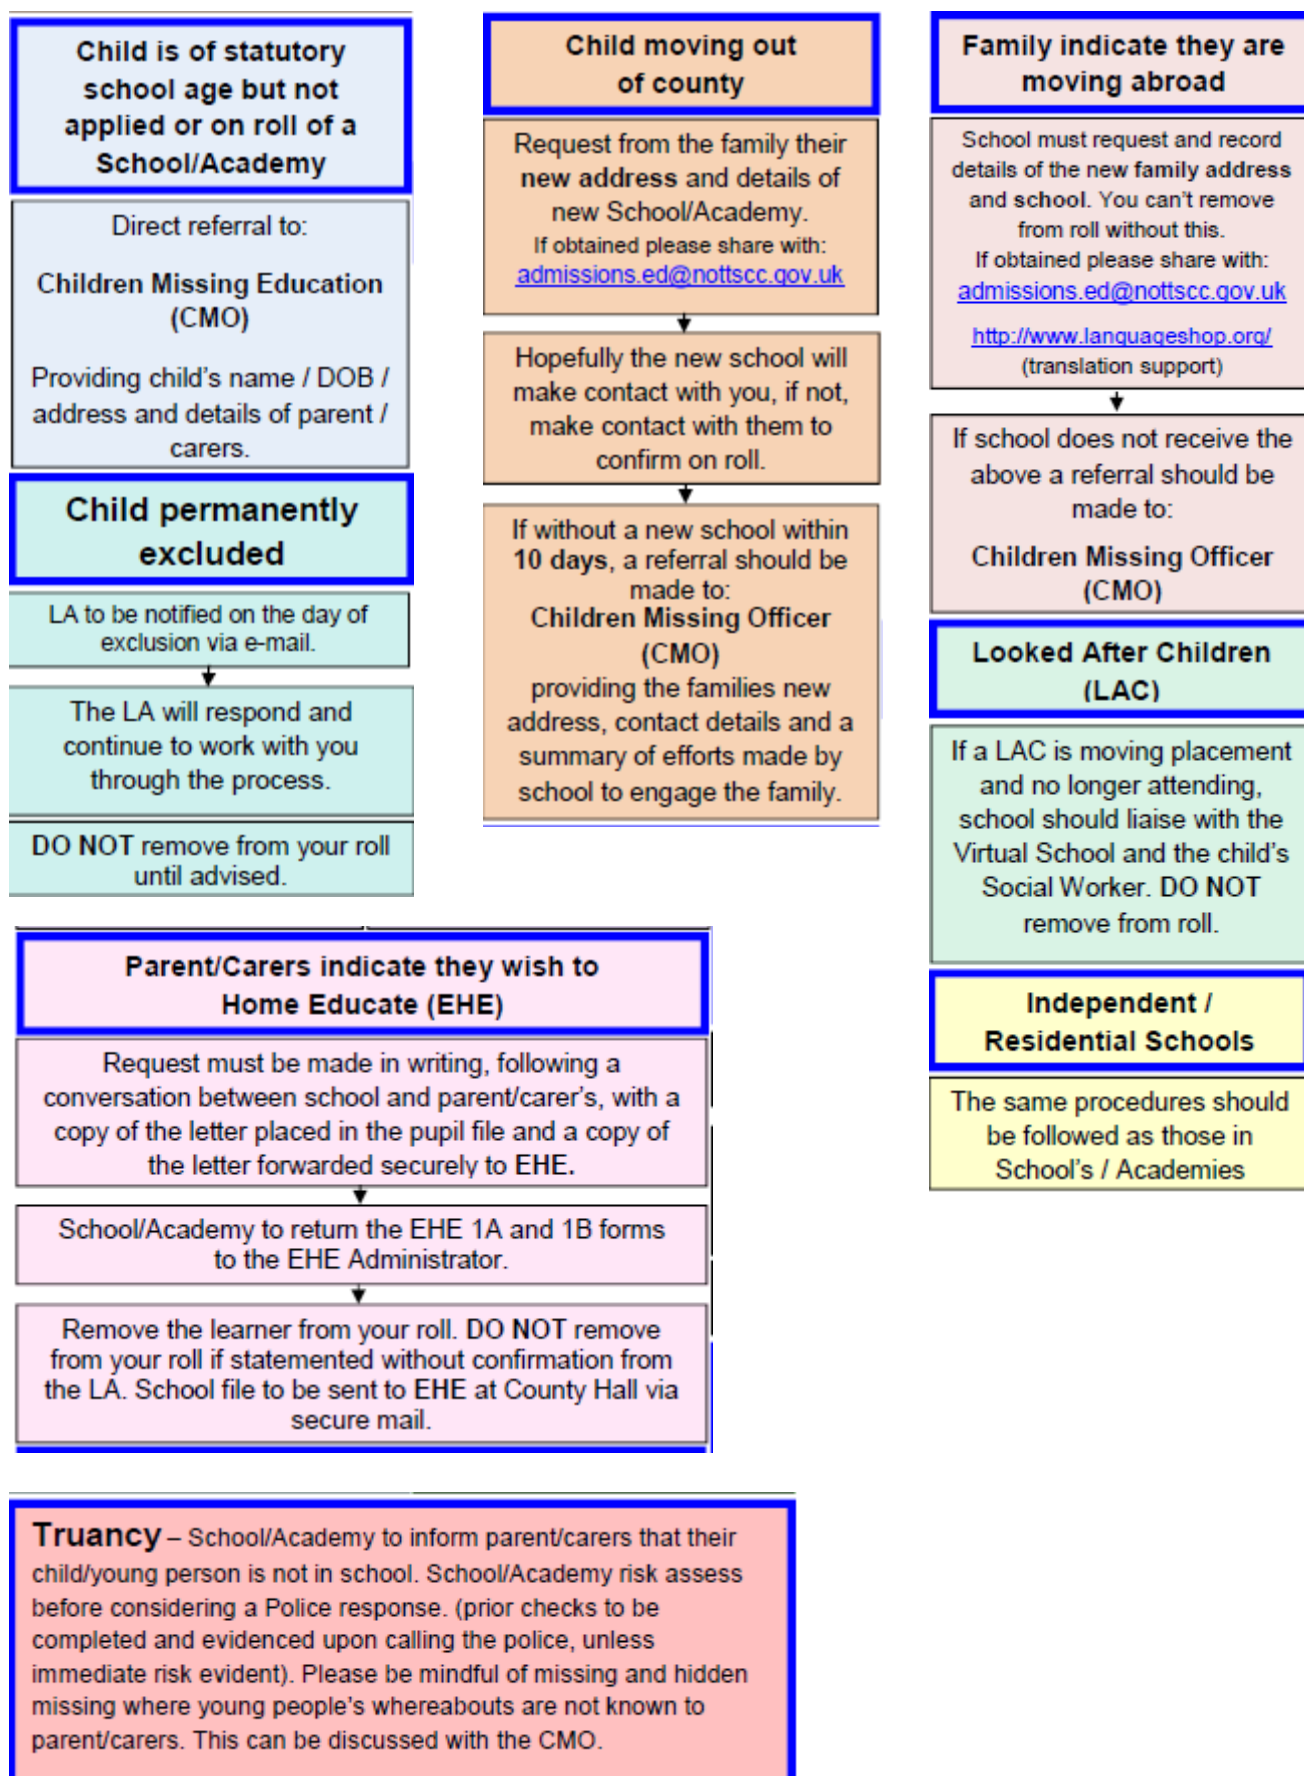 Child is of statutory
school age but not
applied or on roll of a
School/Academy
Direct referral to:
Children Missing Education
(CMO)
Providing child's name / DOB /
address and details of parent /
carers.
Child permanently
excluded
LA to be notified on the day of
exclusion via e-mail.
The LA will respond and
continue to work with you
through the process.
DO NOT remove from your roll
until advised.
Child moving out
of county
Request from the family their
new address and details of
new School/Academy.
If obtained please share with:
admissions.ed@nottscc.gov.uk
Hopefully the new school will
make contact with you, if not,
make contact with them to
confirm on roll.
If without a new school within
10 days, a referral should be
made to:
Children Missing Officer
(CMO)
providing the families new
address, contact details and a
summary of efforts made by
school to engage the family.
Family indicate they are
moving abroad
School must request and record
details of the new family address
and school. You can't remove
from roll without this.
If obtained please share with:
admissions.ed@nottscc.gov.uk
http://www.languageshop.org/
(translation support)
If school does not receive the
above a referral should be
made to:
Children Missing Officer
(CMO)
Looked After Children
(LAC)
If a LAC is moving placement
and no longer attending,
school should liaise with the
Virtual School and the child's
Social Worker. DO NOT
remove from roll.
Independent /
Residential Schools
The same procedures should
be followed as those in
School's / Academies
Parent/Carers indicate they wish to
Home Educate (EHE)
Request must be made in writing, following a
conversation between school and parent/carer's, with a
copy of the letter placed in the pupil file and a copy of
the letter forwarded securely to EHE.
School/Academy to return the EHE 1A and 1B forms
to the EHE Administrator.
Remove the learner from your roll. DO NOT remove
from your roll if statemented without confirmation from
the LA. School file to be sent to EHE at County Hall via
secure mail.
Truancy – School/Academy to inform parent/carers that their
child/young person is not in school. School/Academy risk assess
before considering a Police response. (prior checks to be
completed and evidenced upon calling the police, unless
immediate risk evident). Please be mindful of missing and hidden
missing where young people's whereabouts are not known to
parent/carers. This can be discussed with the CMO.